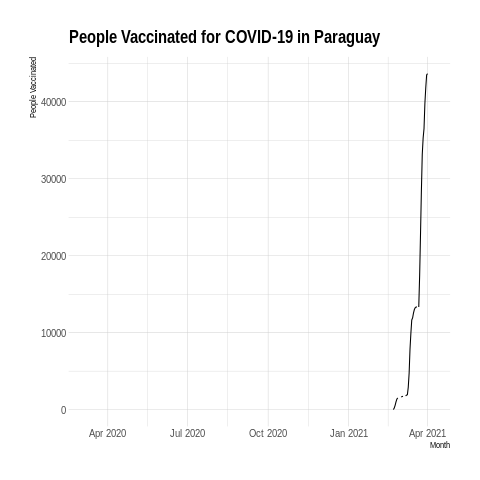 People Vaccinated for COVID-19 in Paraguay
People Vaccinated
40000
30000
20000
10000
0
Apr 2020 Jul 2020 Oct 2020 Jan 2021 Apr 2021
Month